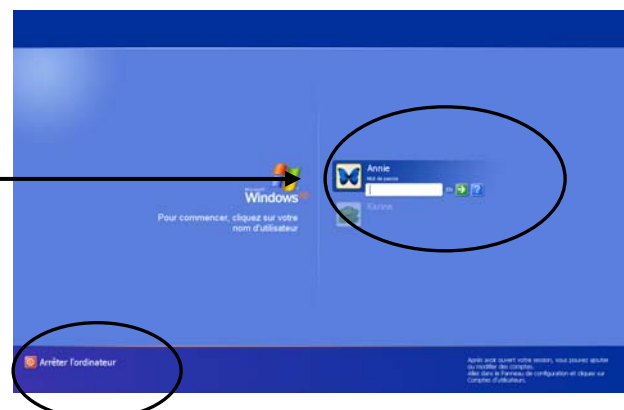 Annie
Mot de passe
FR
Karine
Microsoft
Windows xp
Pour commencer, cliquez sur votre
nom d'utilisateur
Arrêter l'ordinateur
Après avoir ouvert votre session, vous pouvez ajouter
ou modifier des comptes.
Allez dans le Panneau de configuration et cliquez sur
Comptes d'utilisateurs.